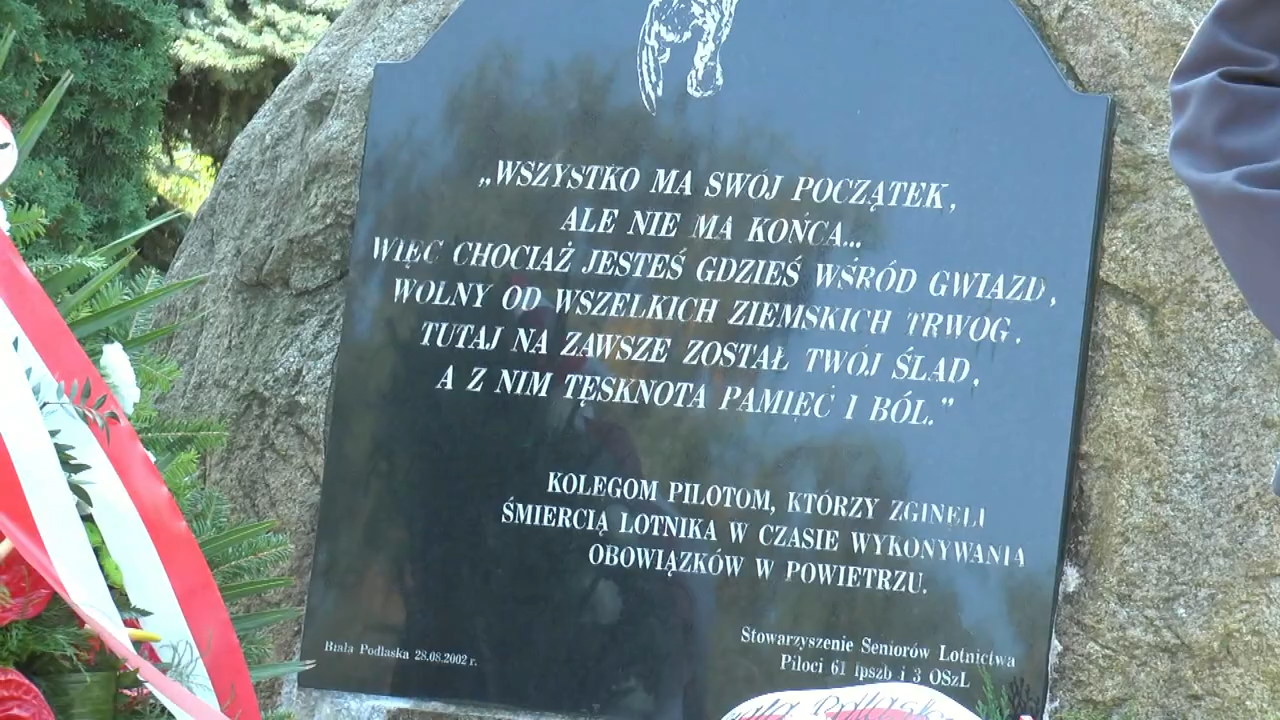 „WSZYSTKO MA SWÓJ POCZĄTEK,
ALE NIE MA KOŃCA...
WIĘC CHOCIAŻ JESTEŚ GDZIEŚ WŚRÓD GWIAZD,
WOLNY OD WSZELKICH ZIEMSKICH TRWOG.
TUTAJ NA ZAWSZE ZOSTAŁ TWÓJ ŚLAD,
A Z NIM TĘSKNOTA PAMIĘĆ I BÓL.”
KOLEGOM PILOTOM, KTÓRZY ZGINĘLI
ŚMIERCIĄ LOTNIKA W CZASIE WYKONYWANIA
OBOWIĄZKÓW W POWIETRZU.
Stowarzyszenie Seniorów Lotnictwa
Piloci 61 lpszb i 3 OSzL
Biała Podlaska 28.08.2002 r.